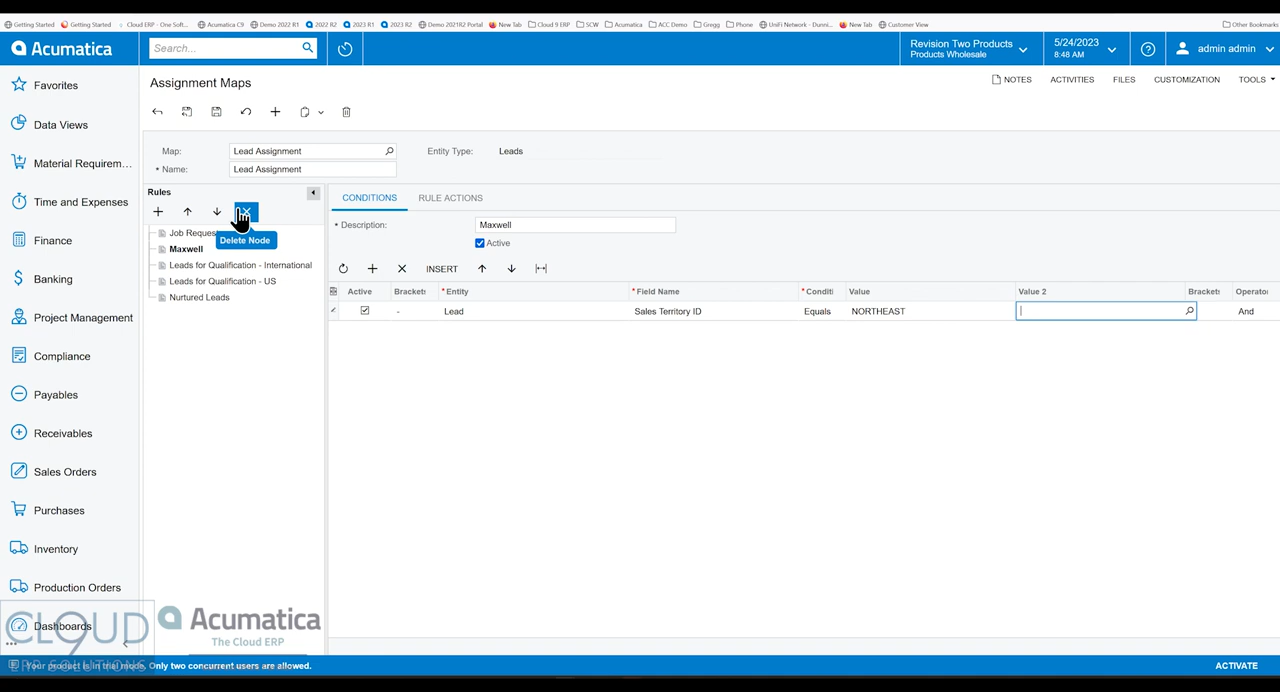 Getting Started Getting Started Cloud ERP - One Soft... Acumatica C9 Demo 2022 R1 2022 R2 2023 R1 2023 R2 Demo 2021R2 Portal New Tab Cloud 9 ERP SCW Acumatica ACC Demo Gregg Phone UniFi Network - Dunni... New Tab Customer View Other Bookmarks
Acumatica Search... Revision Two Products Products Wholesale 5/24/2023 8:48 AM admin admin
Favorites
Data Views
Material Requirem...
Time and Expenses
Finance
Banking
Project Management
Compliance
Payables
Receivables
Sales Orders
Purchases
Inventory
Production Orders
Dashboards
Assignment Maps
NOTES ACTIVITIES FILES CUSTOMIZATION TOOLS
Map: Lead Assignment Entity Type: Leads
* Name: Lead Assignment
Rules
Delete Node
Job Reques
Maxwell
Leads for Qualification - International
Leads for Qualification - US
Nurtured Leads
CONDITIONS RULE ACTIONS
* Description: Maxwell
Active
INSERT
Active Brackets * Entity * Field Name * Conditi Value Value 2 Brackets Operator
- Lead Sales Territory ID Equals NORTHEAST And
CLOUD 9
ERP SOLUTIONS
Acumatica
The Cloud ERP
Your product is in trial mode. Only two concurrent users are allowed.
ACTIVATE